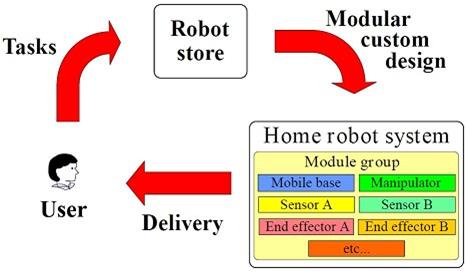 Tasks
Robot
store
Modular
custom
design
Home robot system
Module group
Mobile base
Manipulator
Sensor A
Sensor B
End effector A
End effector B
etc...
User
Delivery